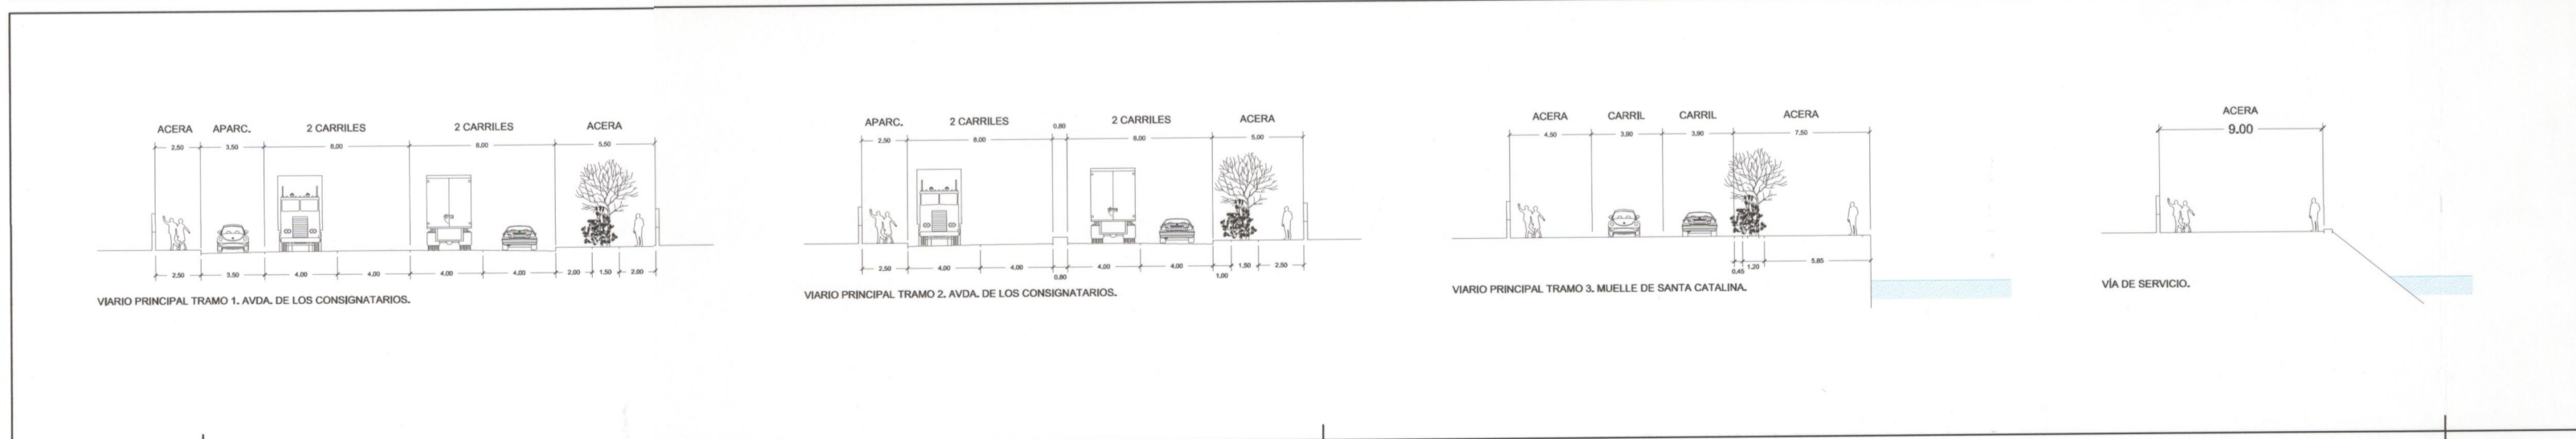 ACERA APARC. 2 CARRILES 2 CARRILES ACERA
2,50 3,50 8,00 8,00 5,50
2,50 3,50 4,00 4,00 4,00 4,00 2,00 1,50 2,00
VIARIO PRINCIPAL TRAMO 1. AVDA. DE LOS CONSIGNATARIOS.
APARC. 2 CARRILES 0,80 2 CARRILES ACERA
2,50 8,00 8,00 5,00
2,50 4,00 4,00 0,80 4,00 4,00 1,00 1,50 2,50
VIARIO PRINCIPAL TRAMO 2. AVDA. DE LOS CONSIGNATARIOS.
ACERA CARRIL CARRIL ACERA
4,50 3,90 3,90 7,50
0,45 1,20 5,85
VIARIO PRINCIPAL TRAMO 3. MUELLE DE SANTA CATALINA.
ACERA
9.00
VÍA DE SERVICIO.